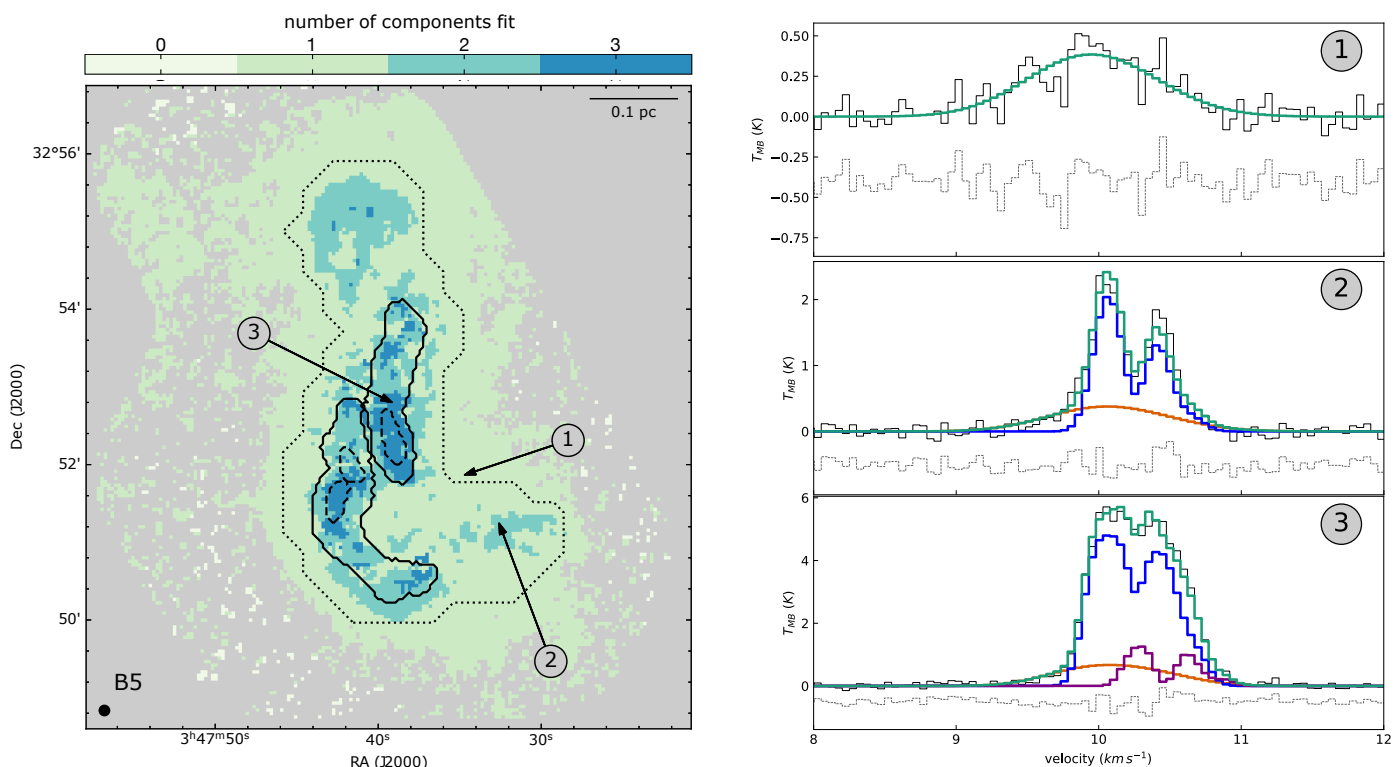 number of components fit
0 1 2 3
0.1 pc
32°56'
54'
52'
50'
Dec (J2000)
3
1
2
B5
3ʰ47ᵐ50ˢ 40ˢ 30ˢ
RA (J2000)
1
0.50
0.25
0.00
−0.25
−0.50
−0.75
T_MB (K)
2
2
1
0
T_MB (K)
3
6
4
2
0
T_MB (K)
8 9 10 11 12
velocity (km s⁻¹)